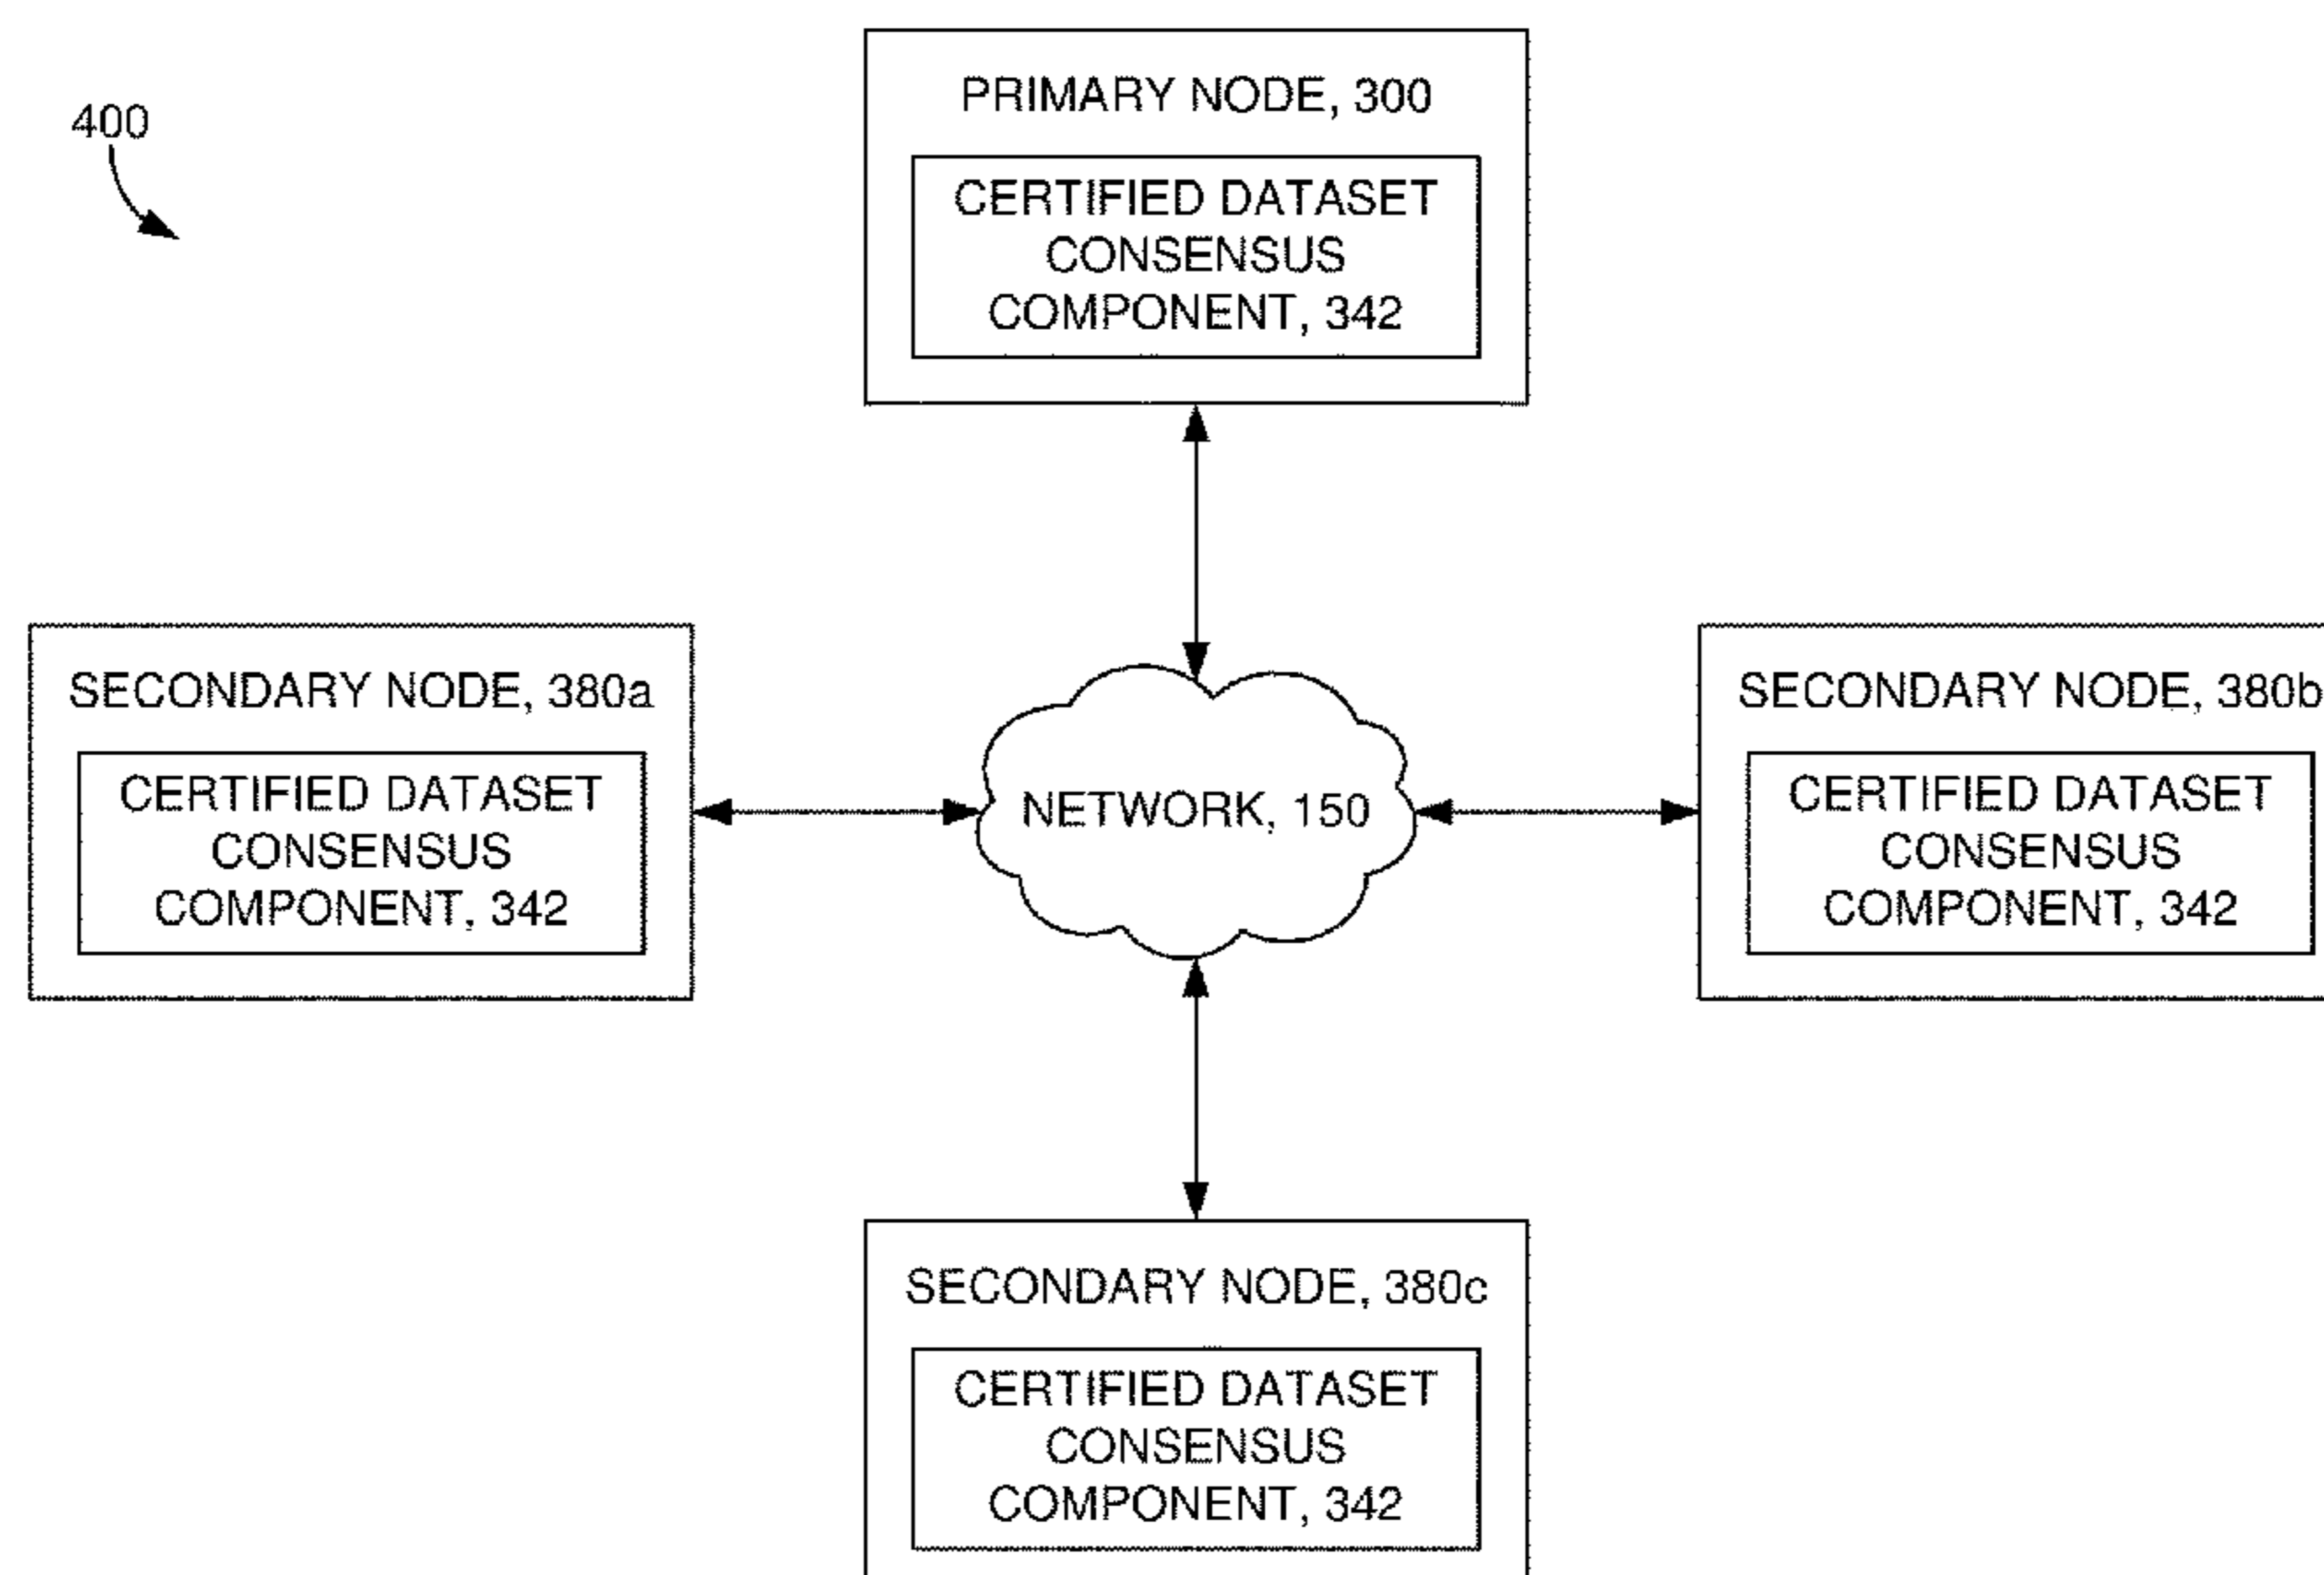 400
PRIMARY NODE, 300
CERTIFIED DATASET
CONSENSUS
COMPONENT, 342
SECONDARY NODE, 380a
CERTIFIED DATASET
CONSENSUS
COMPONENT, 342
NETWORK, 150
SECONDARY NODE, 380b
CERTIFIED DATASET
CONSENSUS
COMPONENT, 342
SECONDARY NODE, 380c
CERTIFIED DATASET
CONSENSUS
COMPONENT, 342